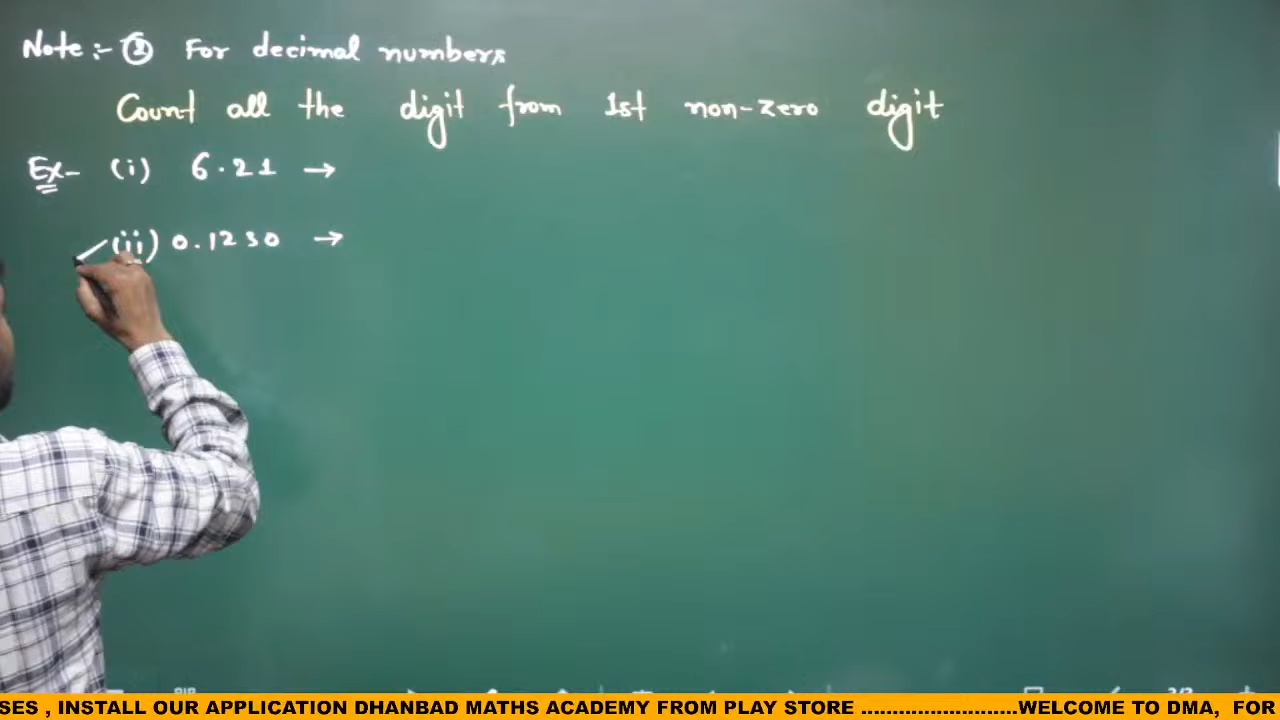 Note :- ② For decimal numbers
Count all the digit from 1st non-zero digit
Ex- (i) 6.21 →
(ii) 0.1230 →
SES , INSTALL OUR APPLICATION DHANBAD MATHS ACADEMY FROM PLAY STORE .......................WELCOME TO DMA, FOR